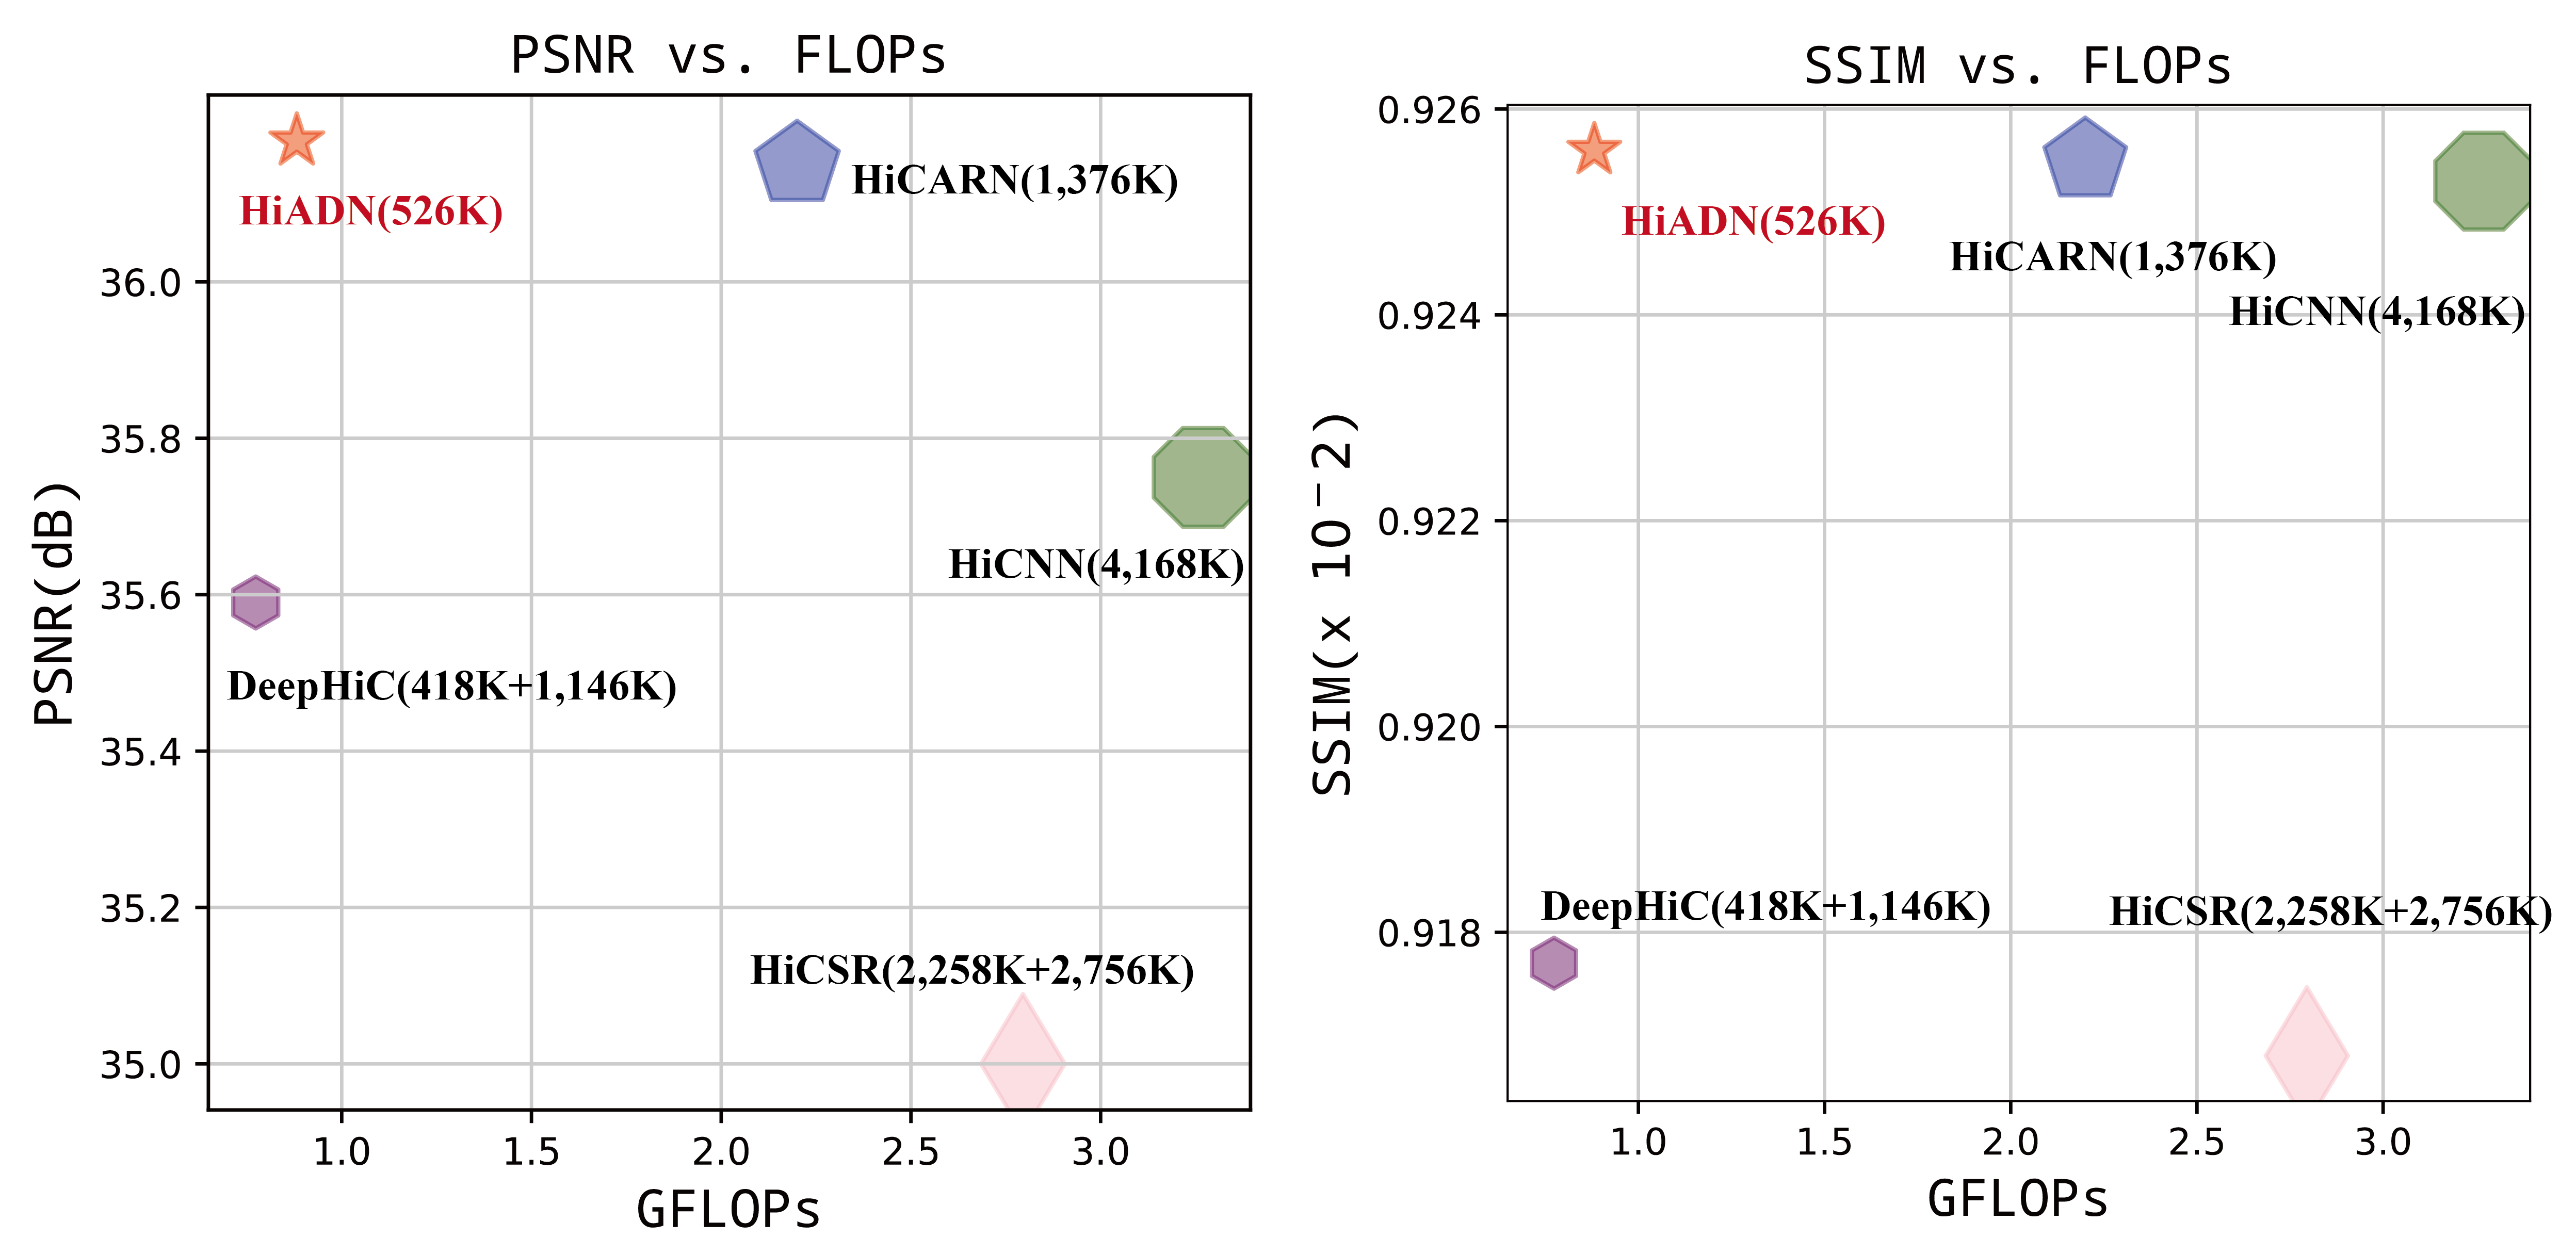 PSNR vs. FLOPs
HiADN(526K)
HiCARN(1,376K)
HiCNN(4,168K)
DeepHiC(418K+1,146K)
HiCSR(2,258K+2,756K)
PSNR(dB)
36.0
35.8
35.6
35.4
35.2
35.0
1.0 1.5 2.0 2.5 3.0
GFLOPs
SSIM vs. FLOPs
HiADN(526K)
HiCARN(1,376K)
HiCNN(4,168K)
DeepHiC(418K+1,146K)
HiCSR(2,258K+2,756K)
SSIM(x 10⁻2)
0.926
0.924
0.922
0.920
0.918
1.0 1.5 2.0 2.5 3.0
GFLOPs